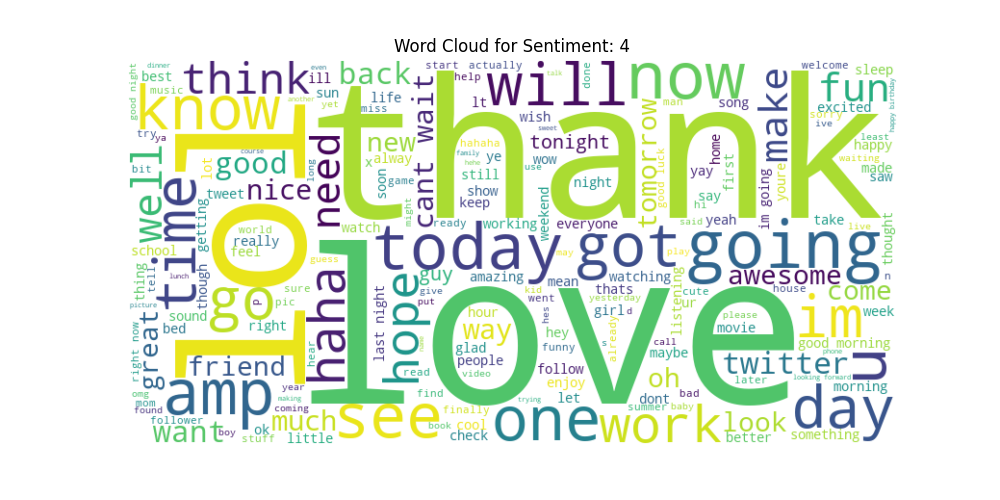 Word Cloud for Sentiment: 4
thank
love
lol
today
got
going
will
now
think
know
good
time
well
go
need
haha
hope
amp
see
one
work
day
want
im
u
make
fun
back
new
nice
cant wait
tomorrow
tonight
awesome
come
twitter
look
friend
great
much
way
guy
oh
really
right
tweet
best
music
good night
dinner
ill
sun
yet
even
another
life
miss
start
actually
help
lt
talk
done
wish
song
man
welcome
sleep
excited
sorry
ive
happy birthday
least
happy
made
waiting
saw
youre
im going
home
yay
first
say
hi
good luck
said
yeah
take
live
thought
n
try
ya
bit
lot
course
long
x
alway
soon
game
might
watch
hahaha
family
hehe
still
show
keep
ye
wow
sweet
use
night
ready
working
weekend
everyone
may
play
school
getting
world
feel
thing
tell
though
lunch
picture
sound
bed
P
pic
sure
guess
hear
last night
give
put
amazing
mean
kid
went
hes
watching
thats
yesterday
girl
d
listening
cute
ur
house
please
movie
week
good morning
phone
looking forward
later
morning
hour
glad
people
video
read
hey
funny
follow
enjoy
let
s
already
maybe
call
dont
bad
summer
baby
right now
omg
mom
found
follower
boy
stuff
ok
year
making
coming
little
find
finally
book
cool
check
trying
better
something